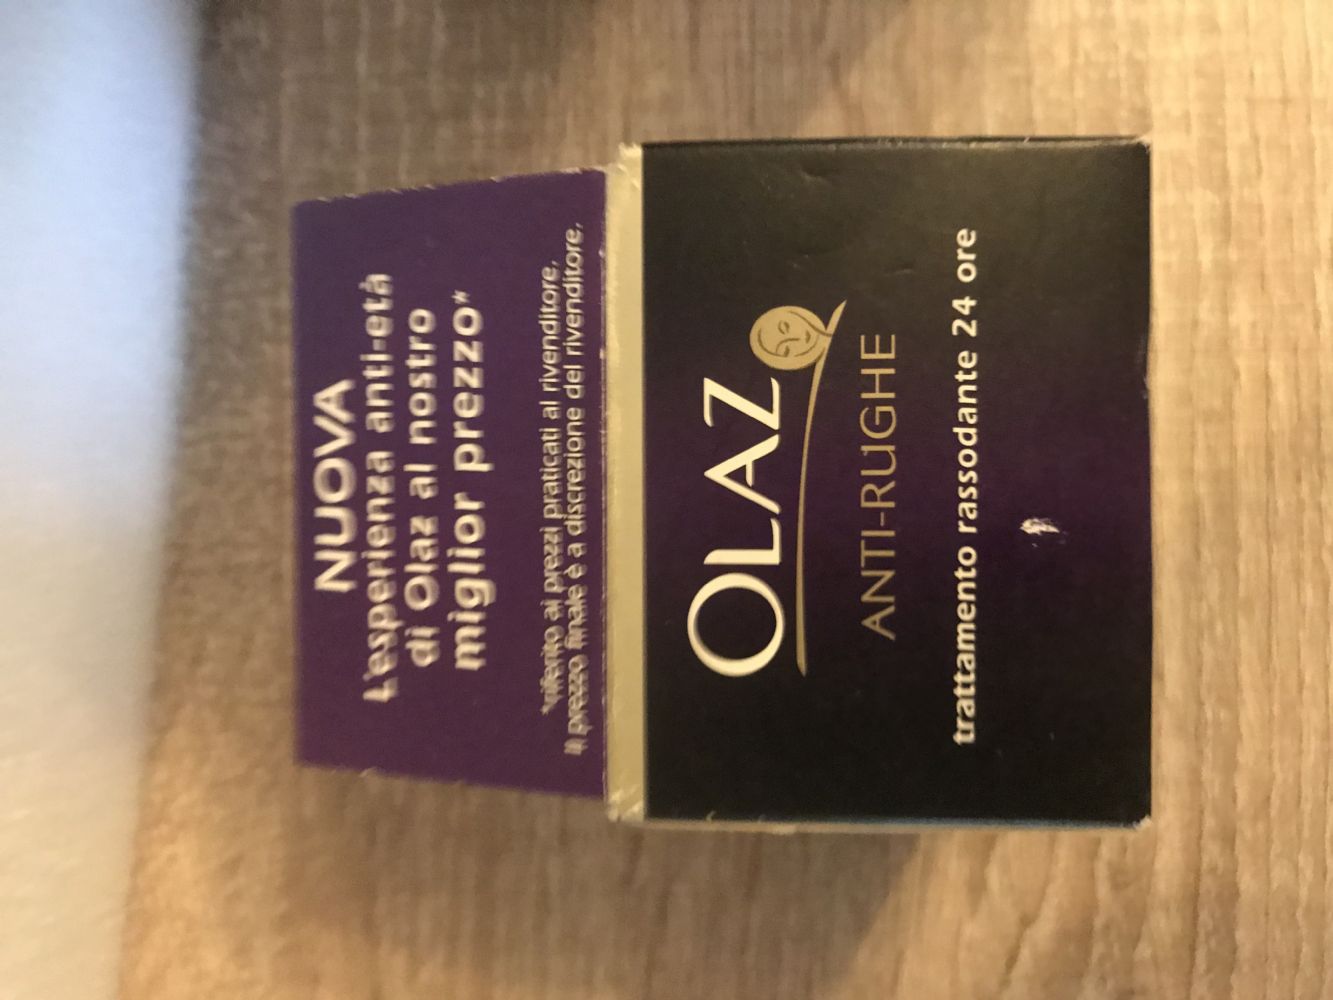 NUOVA
L'esperienza anti-età
di Olaz al nostro
miglior prezzo*
*riferito ai prezzi praticati al rivenditore.
Il prezzo finale è a discrezione del rivenditore.
OLAZ
ANTI-RUGHE
trattamento rassodante 24 ore